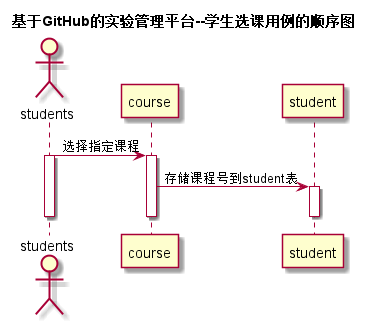 基于GitHub的实验管理平台--学生选课用例的顺序图
students
course
student
选择指定课程
存储课程号到student表
students
course
student